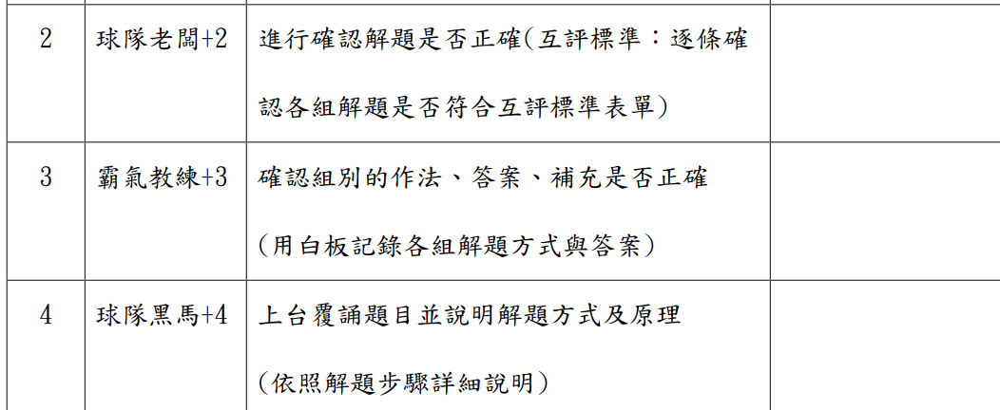 2
球隊老闆+2
進行確認解題是否正確(互評標準：逐條確
認各組解題是否符合互評標準表單)
3
霸氣教練+3
確認組別的作法、答案、補充是否正確
(用白板記錄各組解題方式與答案)
4
球隊黑馬+4
上台覆誦題目並說明解題方式及原理
(依照解題步驟詳細說明)